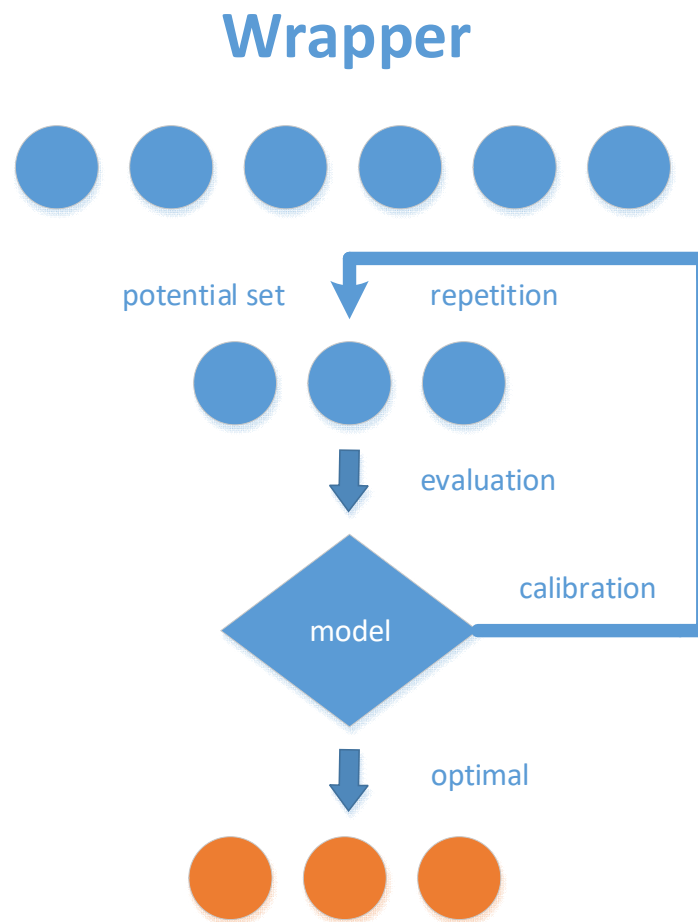 Wrapper
potential set
repetition
evaluation
calibration
model
optimal